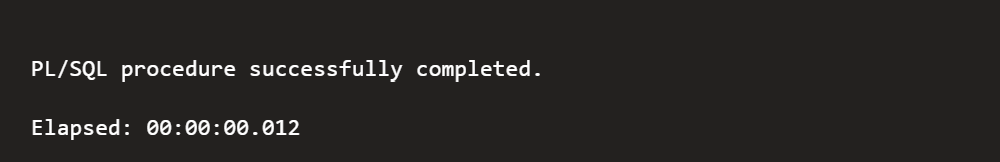 PL/SQL procedure successfully completed.
Elapsed: 00:00:00.012